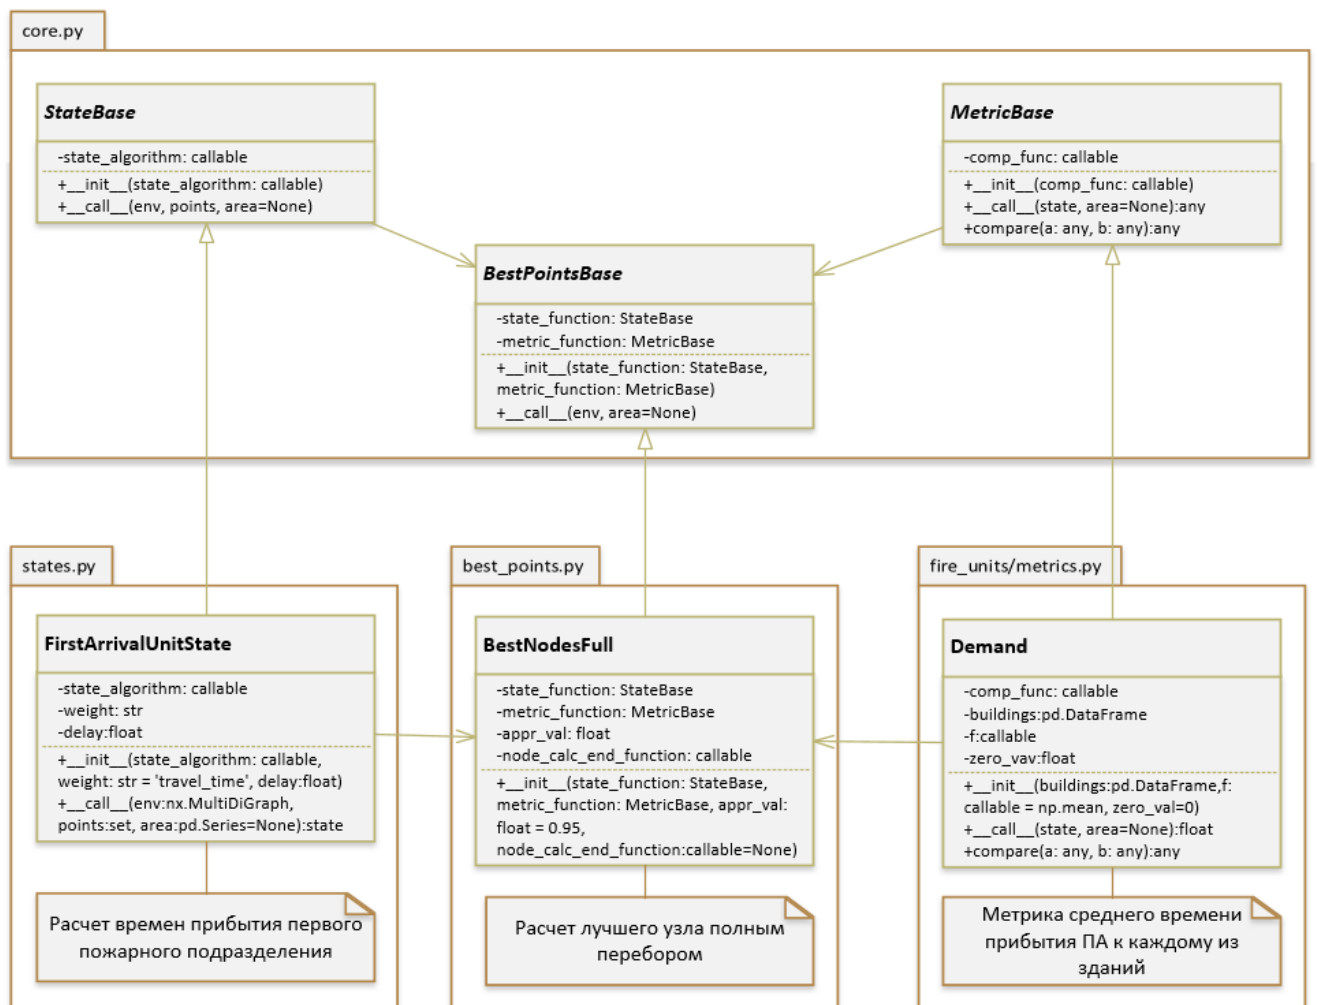 core.py
StateBase
-state_algorithm: callable
+__init__(state_algorithm: callable)
+__call__(env, points, area=None)
MetricBase
-comp_func: callable
+__init__(comp_func: callable)
+__call__(state, area=None):any
+compare(a: any, b: any):any
BestPointsBase
-state_function: StateBase
-metric_function: MetricBase
+__init__(state_function: StateBase,
metric_function: MetricBase)
+__call__(env, area=None)
states.py
FirstArrivalUnitState
-state_algorithm: callable
-weight: str
-delay:float
+__init__(state_algorithm: callable,
weight: str = 'travel_time', delay:float)
+__call__(env:nx.MultiDiGraph,
points:set, area:pd.Series=None):state
Расчет времен прибытия первого
пожарного подразделения
best_points.py
BestNodesFull
-state_function: StateBase
-metric_function: MetricBase
-appr_val: float
-node_calc_end_function: callable
+__init__(state_function: StateBase,
metric_function: MetricBase, appr_val:
float = 0.95,
node_calc_end_function:callable=None)
Расчет лучшего узла полным
перебором
fire_units/metrics.py
Demand
-comp_func: callable
-buildings:pd.DataFrame
-f:callable
-zero_vav:float
+__init__(buildings:pd.DataFrame,f:
callable = np.mean, zero_val=0)
+__call__(state, area=None):float
+compare(a: any, b: any):any
Метрика среднего времени
прибытия ПА к каждому из
зданий